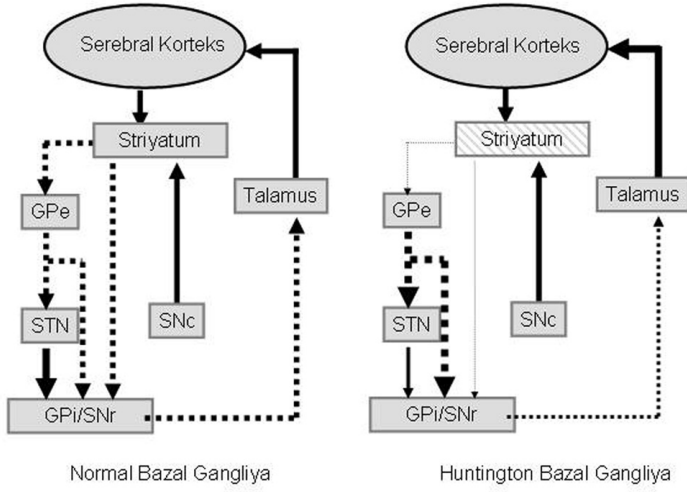 Serebral Korteks
Striyatum
GPe
Talamus
STN
SNc
GPi/SNr
Normal Bazal Gangliya
Serebral Korteks
Striyatum
GPe
Talamus
STN
SNc
GPi/SNr
Huntington Bazal Gangliya